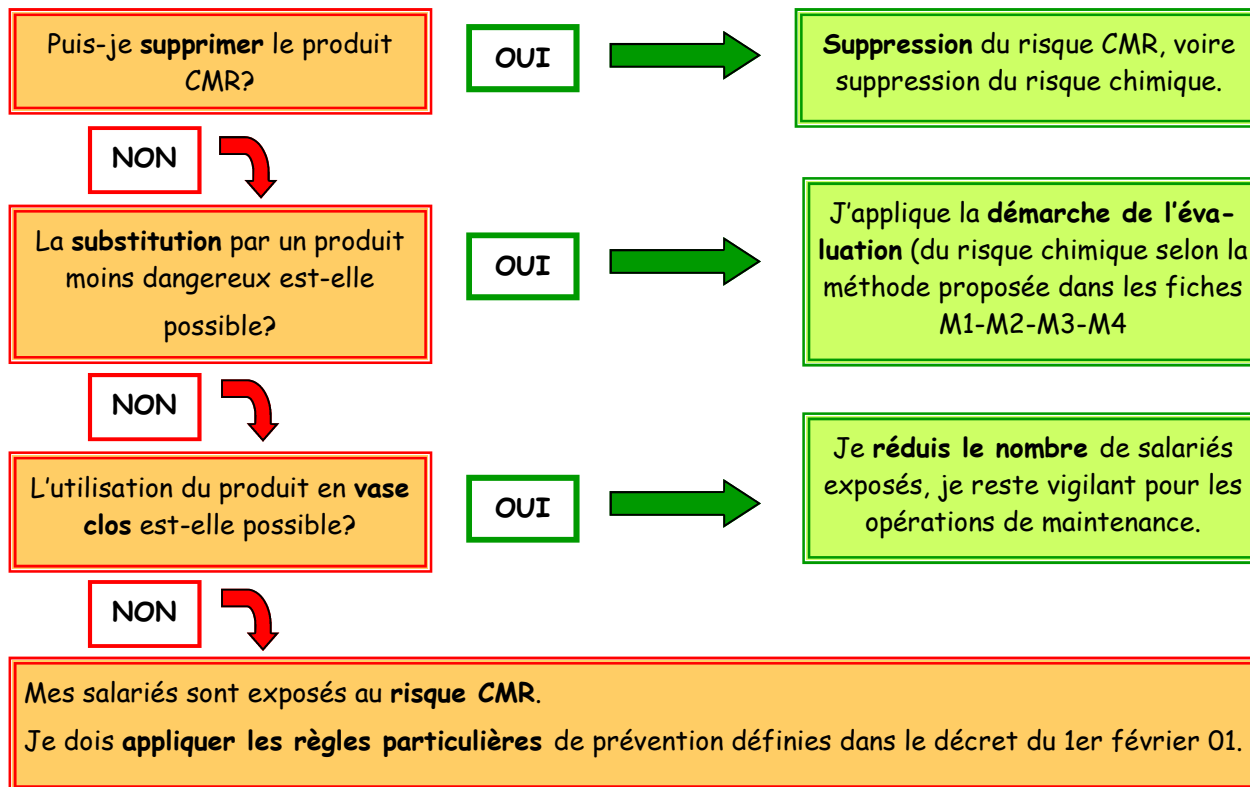 Puis-je supprimer le produit
CMR?
OUI
Suppression du risque CMR, voire
suppression du risque chimique.
NON
La substitution par un produit
moins dangereux est-elle
possible?
OUI
J'applique la démarche de l'éva-
luation (du risque chimique selon la
méthode proposée dans les fiches
M1-M2-M3-M4
NON
L'utilisation du produit en vase
clos est-elle possible?
OUI
Je réduis le nombre de salariés
exposés, je reste vigilant pour les
opérations de maintenance.
NON
Mes salariés sont exposés au risque CMR.
Je dois appliquer les règles particulières de prévention définies dans le décret du 1er février 01.